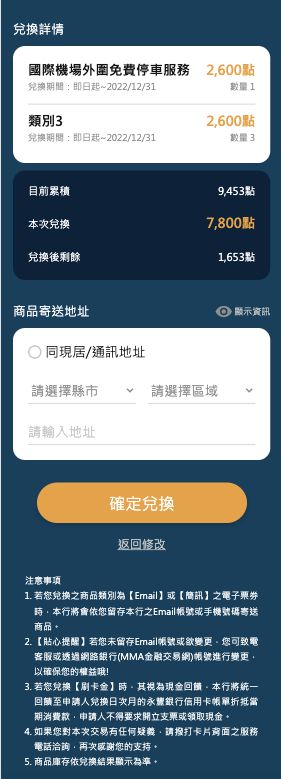 兌換詳情
國際機場外圍免費停車服務 2,600點
兌換期間：即日起~2022/12/31 數量 1
類別3 2,600點
兌換期間：即日起~2022/12/31 數量 3
目前累積 9,453點
本次兌換 7,800點
兌換後剩餘 1,653點
商品寄送地址 顯示資訊
同現居/通訊地址
請選擇縣市 請選擇區域
請輸入地址
確定兌換
返回修改
注意事項
1. 若您兌換之商品類別為【Email】或【簡訊】之電子票券
時，本行將會依您留存本行之Email帳號或手機號碼寄送
商品。
2. 【貼心提醒】若您未留存Email帳號或欲變更，您可致電
客服或透過網路銀行(MMA金融交易網)帳號進行變更，
以確保您的權益哦!
3. 若您兌換【刷卡金】時，其視為現金回饋，本行將統一
回饋至申請人兌換日次月的永豐銀行信用卡帳單折抵當
期消費款，申請人不得要求開立支票或領取現金。
4. 如果您對本次交易有任何疑義，請撥打卡片背面之服務
電話洽詢，再次感謝您的支持。
5. 商品庫存依兌換結果顯示為準。